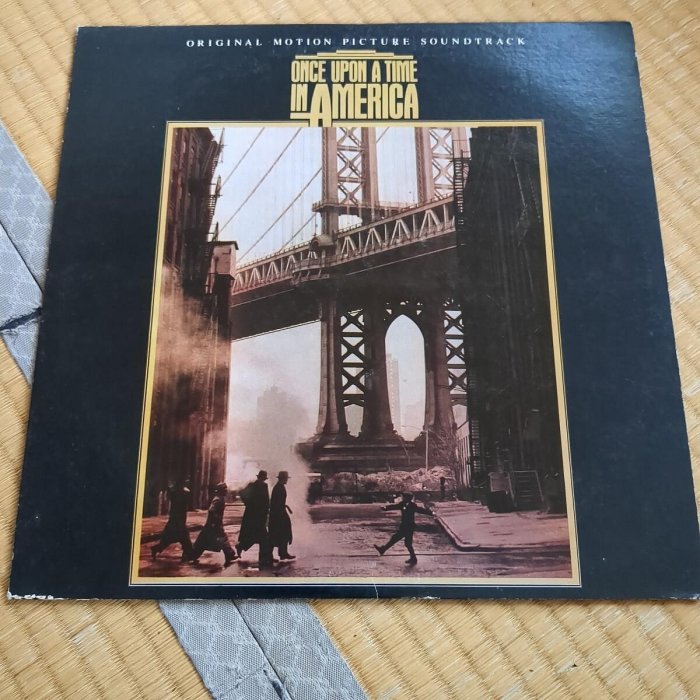 ORIGINAL MOTION PICTURE SOUNDTRACK
ONCE UPON A TIME
IN AMERICA